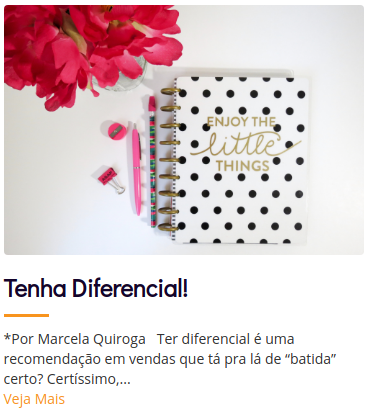 ENJOY THE
little
THINGS
Tenha Diferencial!
*Por Marcela Quiroga   Ter diferencial é uma
recomendação em vendas que tá pra lá de “batida”
certo? Certíssimo,...
Veja Mais